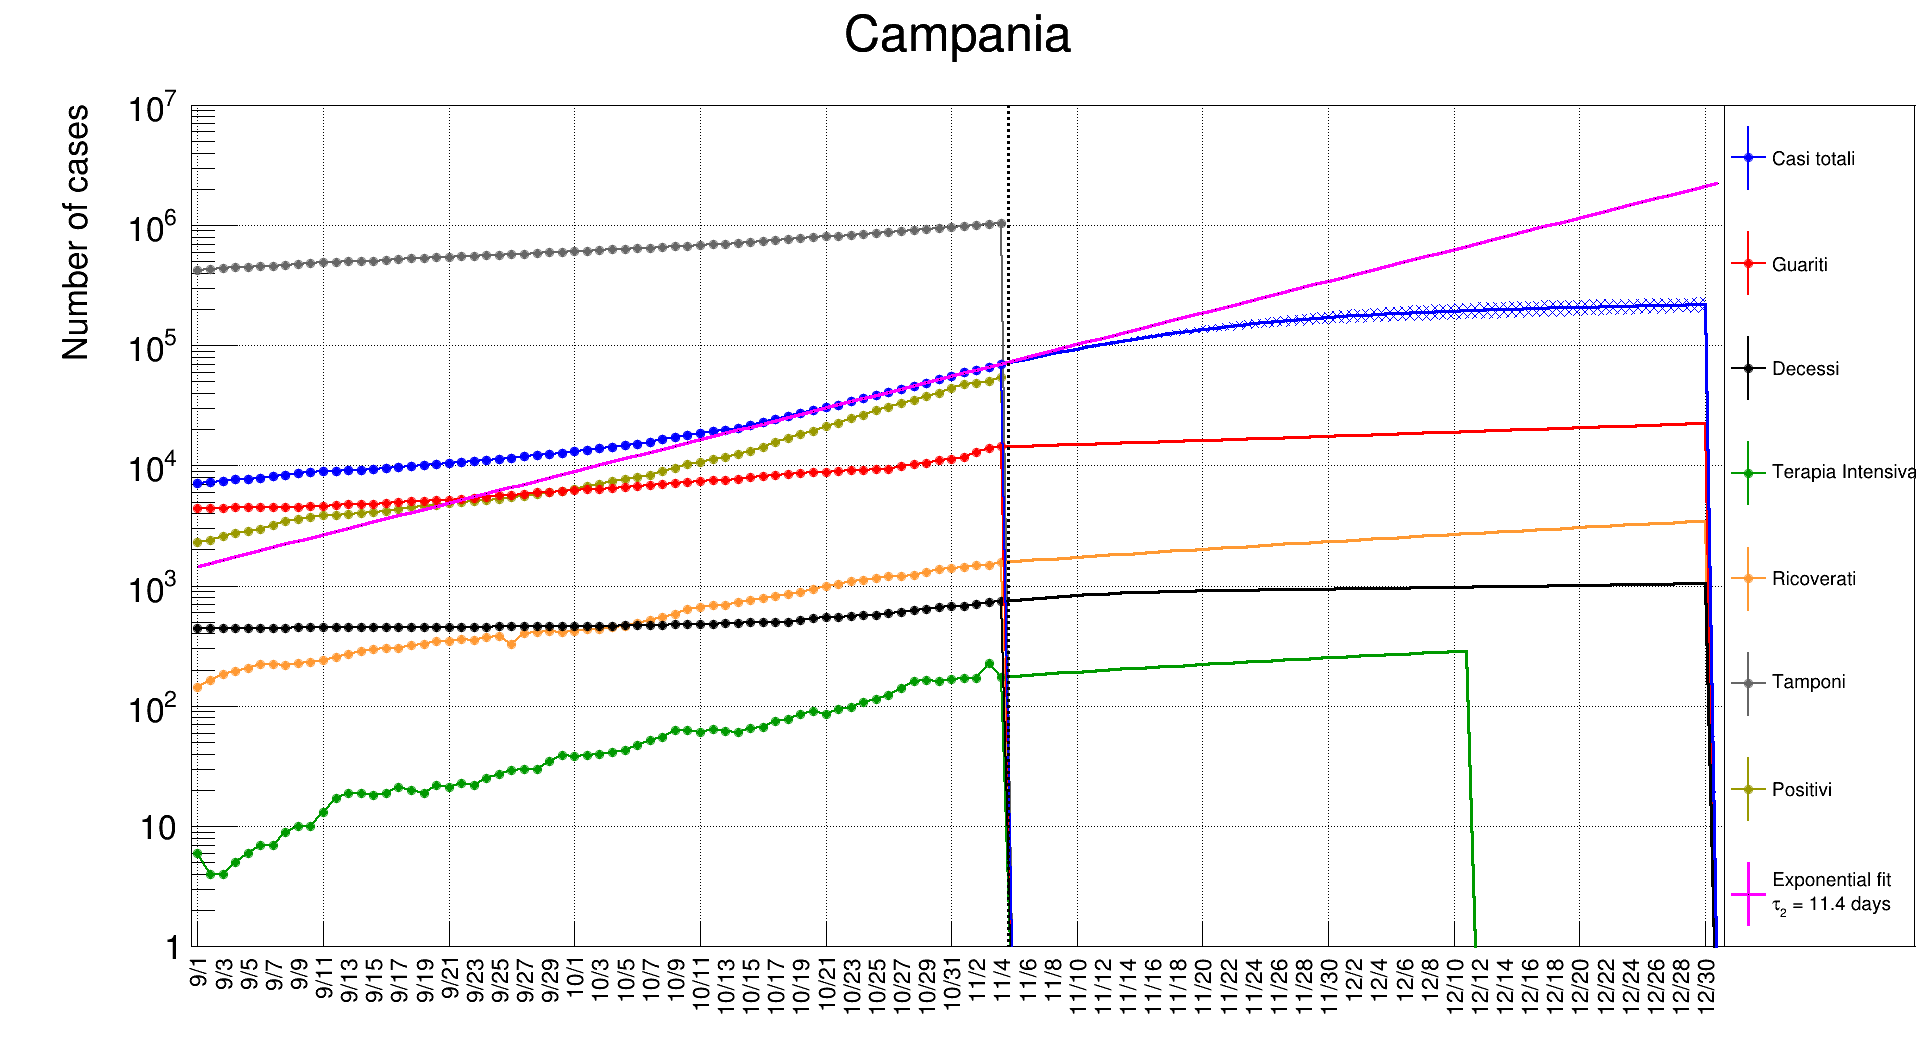 Campania
Number of cases
10^7
10^6
10^5
10^4
10^3
10^2
10
1
9/1 9/3 9/5 9/7 9/9 9/11 9/13 9/15 9/17 9/19 9/21 9/23 9/25 9/27 9/29 10/1 10/3 10/5 10/7 10/9 10/11 10/13 10/15 10/17 10/19 10/21 10/23 10/25 10/27 10/29 10/31 11/2 11/4 11/6 11/8 11/10 11/12 11/14 11/16 11/18 11/20 11/22 11/24 11/26 11/28 11/30 12/2 12/4 12/6 12/8 12/10 12/12 12/14 12/16 12/18 12/20 12/22 12/24 12/26 12/28 12/30
Casi totali
Guariti
Decessi
Terapia Intensiva
Ricoverati
Tamponi
Positivi
Exponential fit
τ_2 = 11.4 days